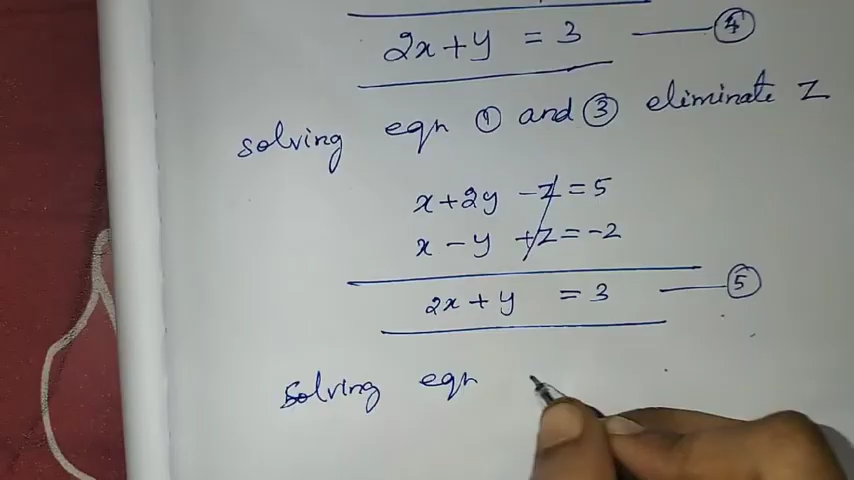 2x+y = 3 — ④
solving eqn ① and ③ eliminate z
x+2y -z = 5
x - y +z = -2
2x + y = 3 — ⑤
solving eqn